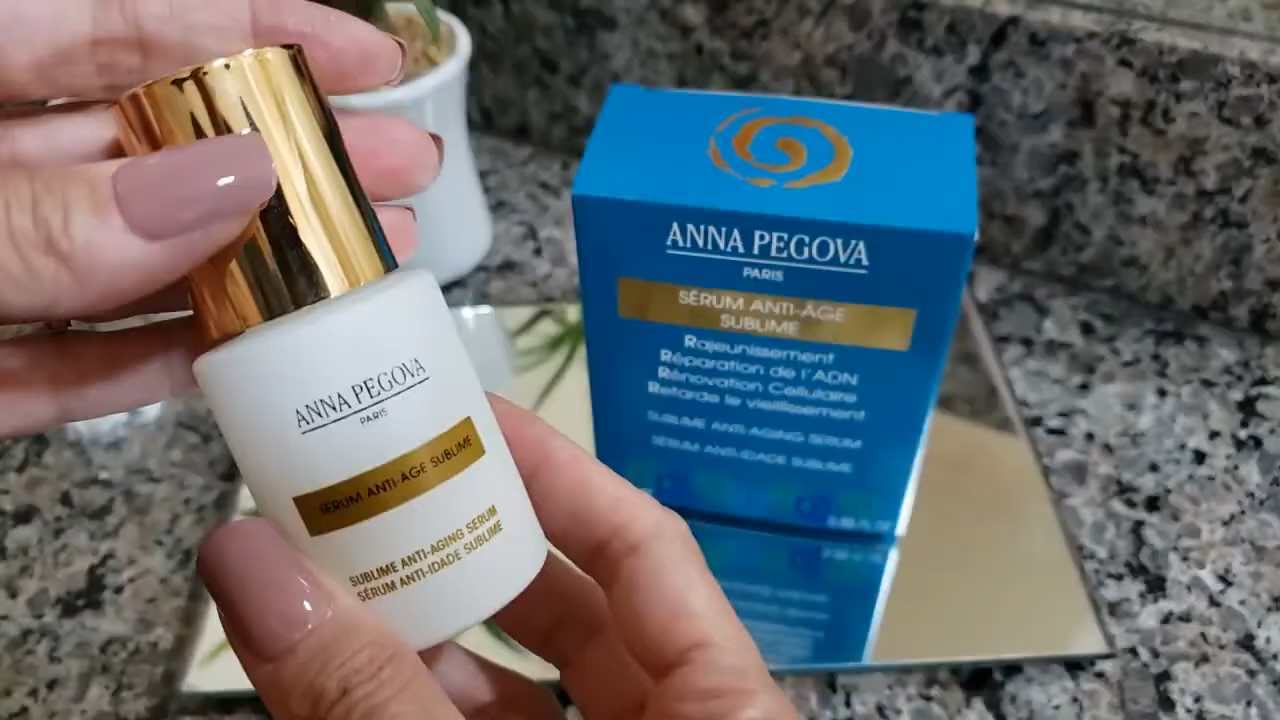 ANNA PEGOVA
PARIS
SÉRUM ANTI-ÂGE SUBLIME
SUBLIME ANTI-AGING SERUM
SÉRUM ANTI-IDADE SUBLIME
ANNA PEGOVA
PARIS
SÉRUM ANTI-ÂGE
SUBLIME
Rajeunissement
Réparation de l'ADN
Rénovation Cellulaire
Retarde le vieillissement
SUBLIME ANTI-AGING SERUM
SÉRUM ANTI-IDADE SUBLIME